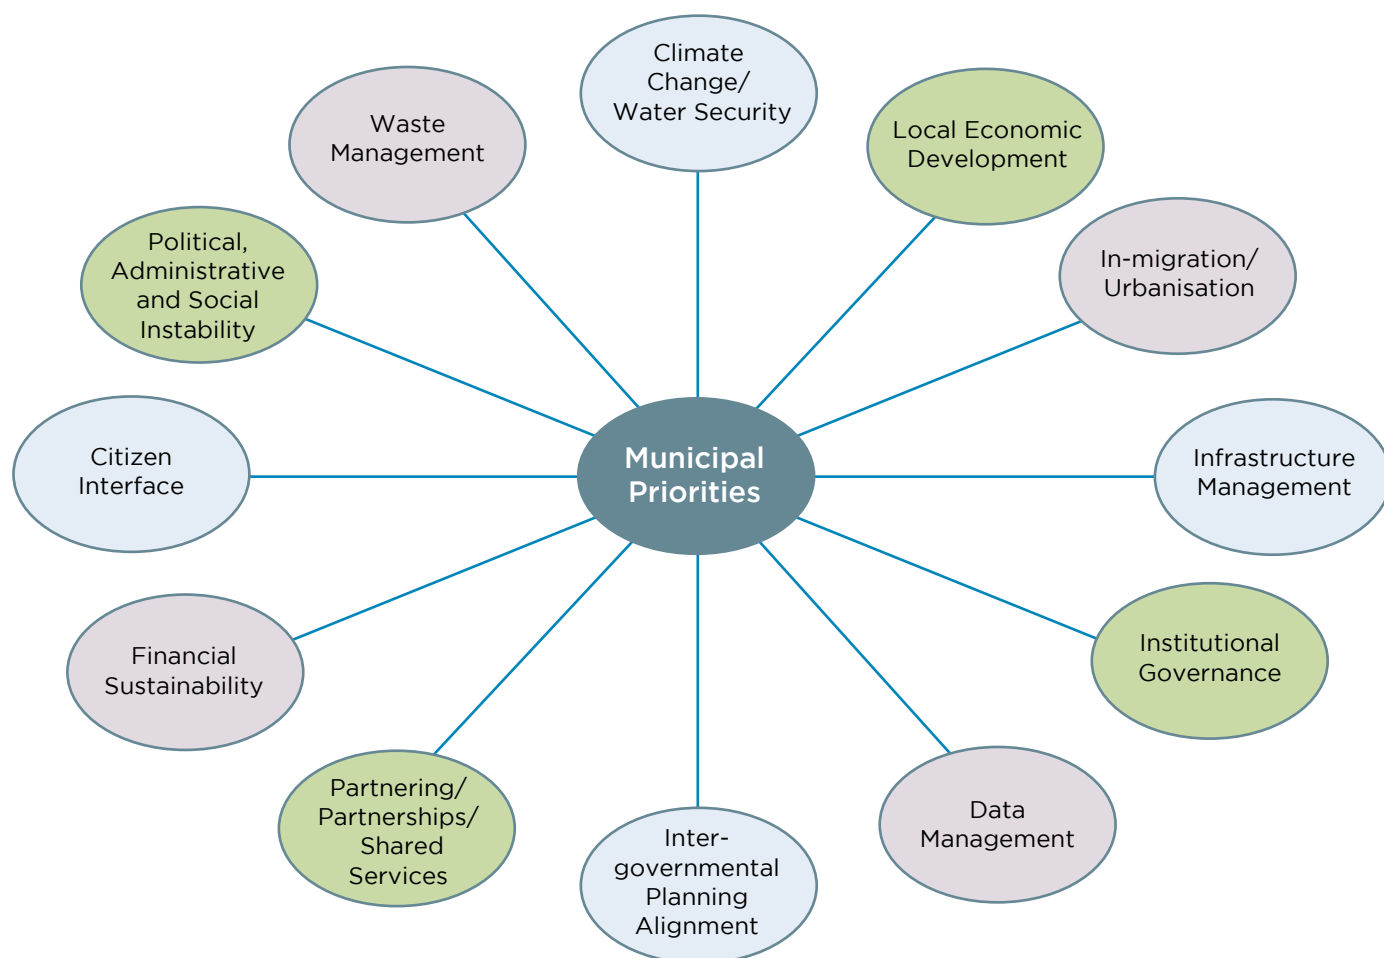 Climate
Change/
Water Security
Local Economic
Development
In-migration/
Urbanisation
Infrastructure
Management
Institutional
Governance
Data
Management
Inter-
governmental
Planning
Alignment
Partnering/
Partnerships/
Shared
Services
Financial
Sustainability
Citizen
Interface
Political,
Administrative
and Social
Instability
Waste
Management
Municipal
Priorities